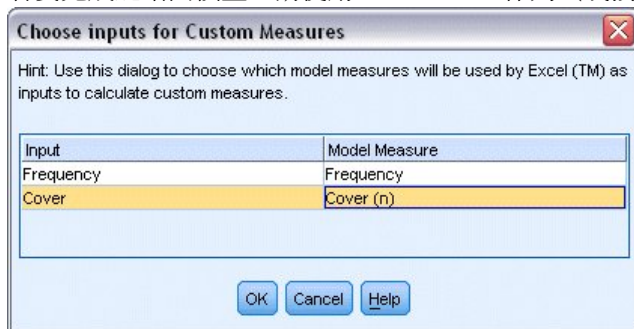 Choose inputs for Custom Measures
Hint: Use this dialog to choose which model measures will be used by Excel (TM) as
inputs to calculate custom measures.
Input Model Measure
Frequency Frequency
Cover Cover (n)
OK Cancel Help